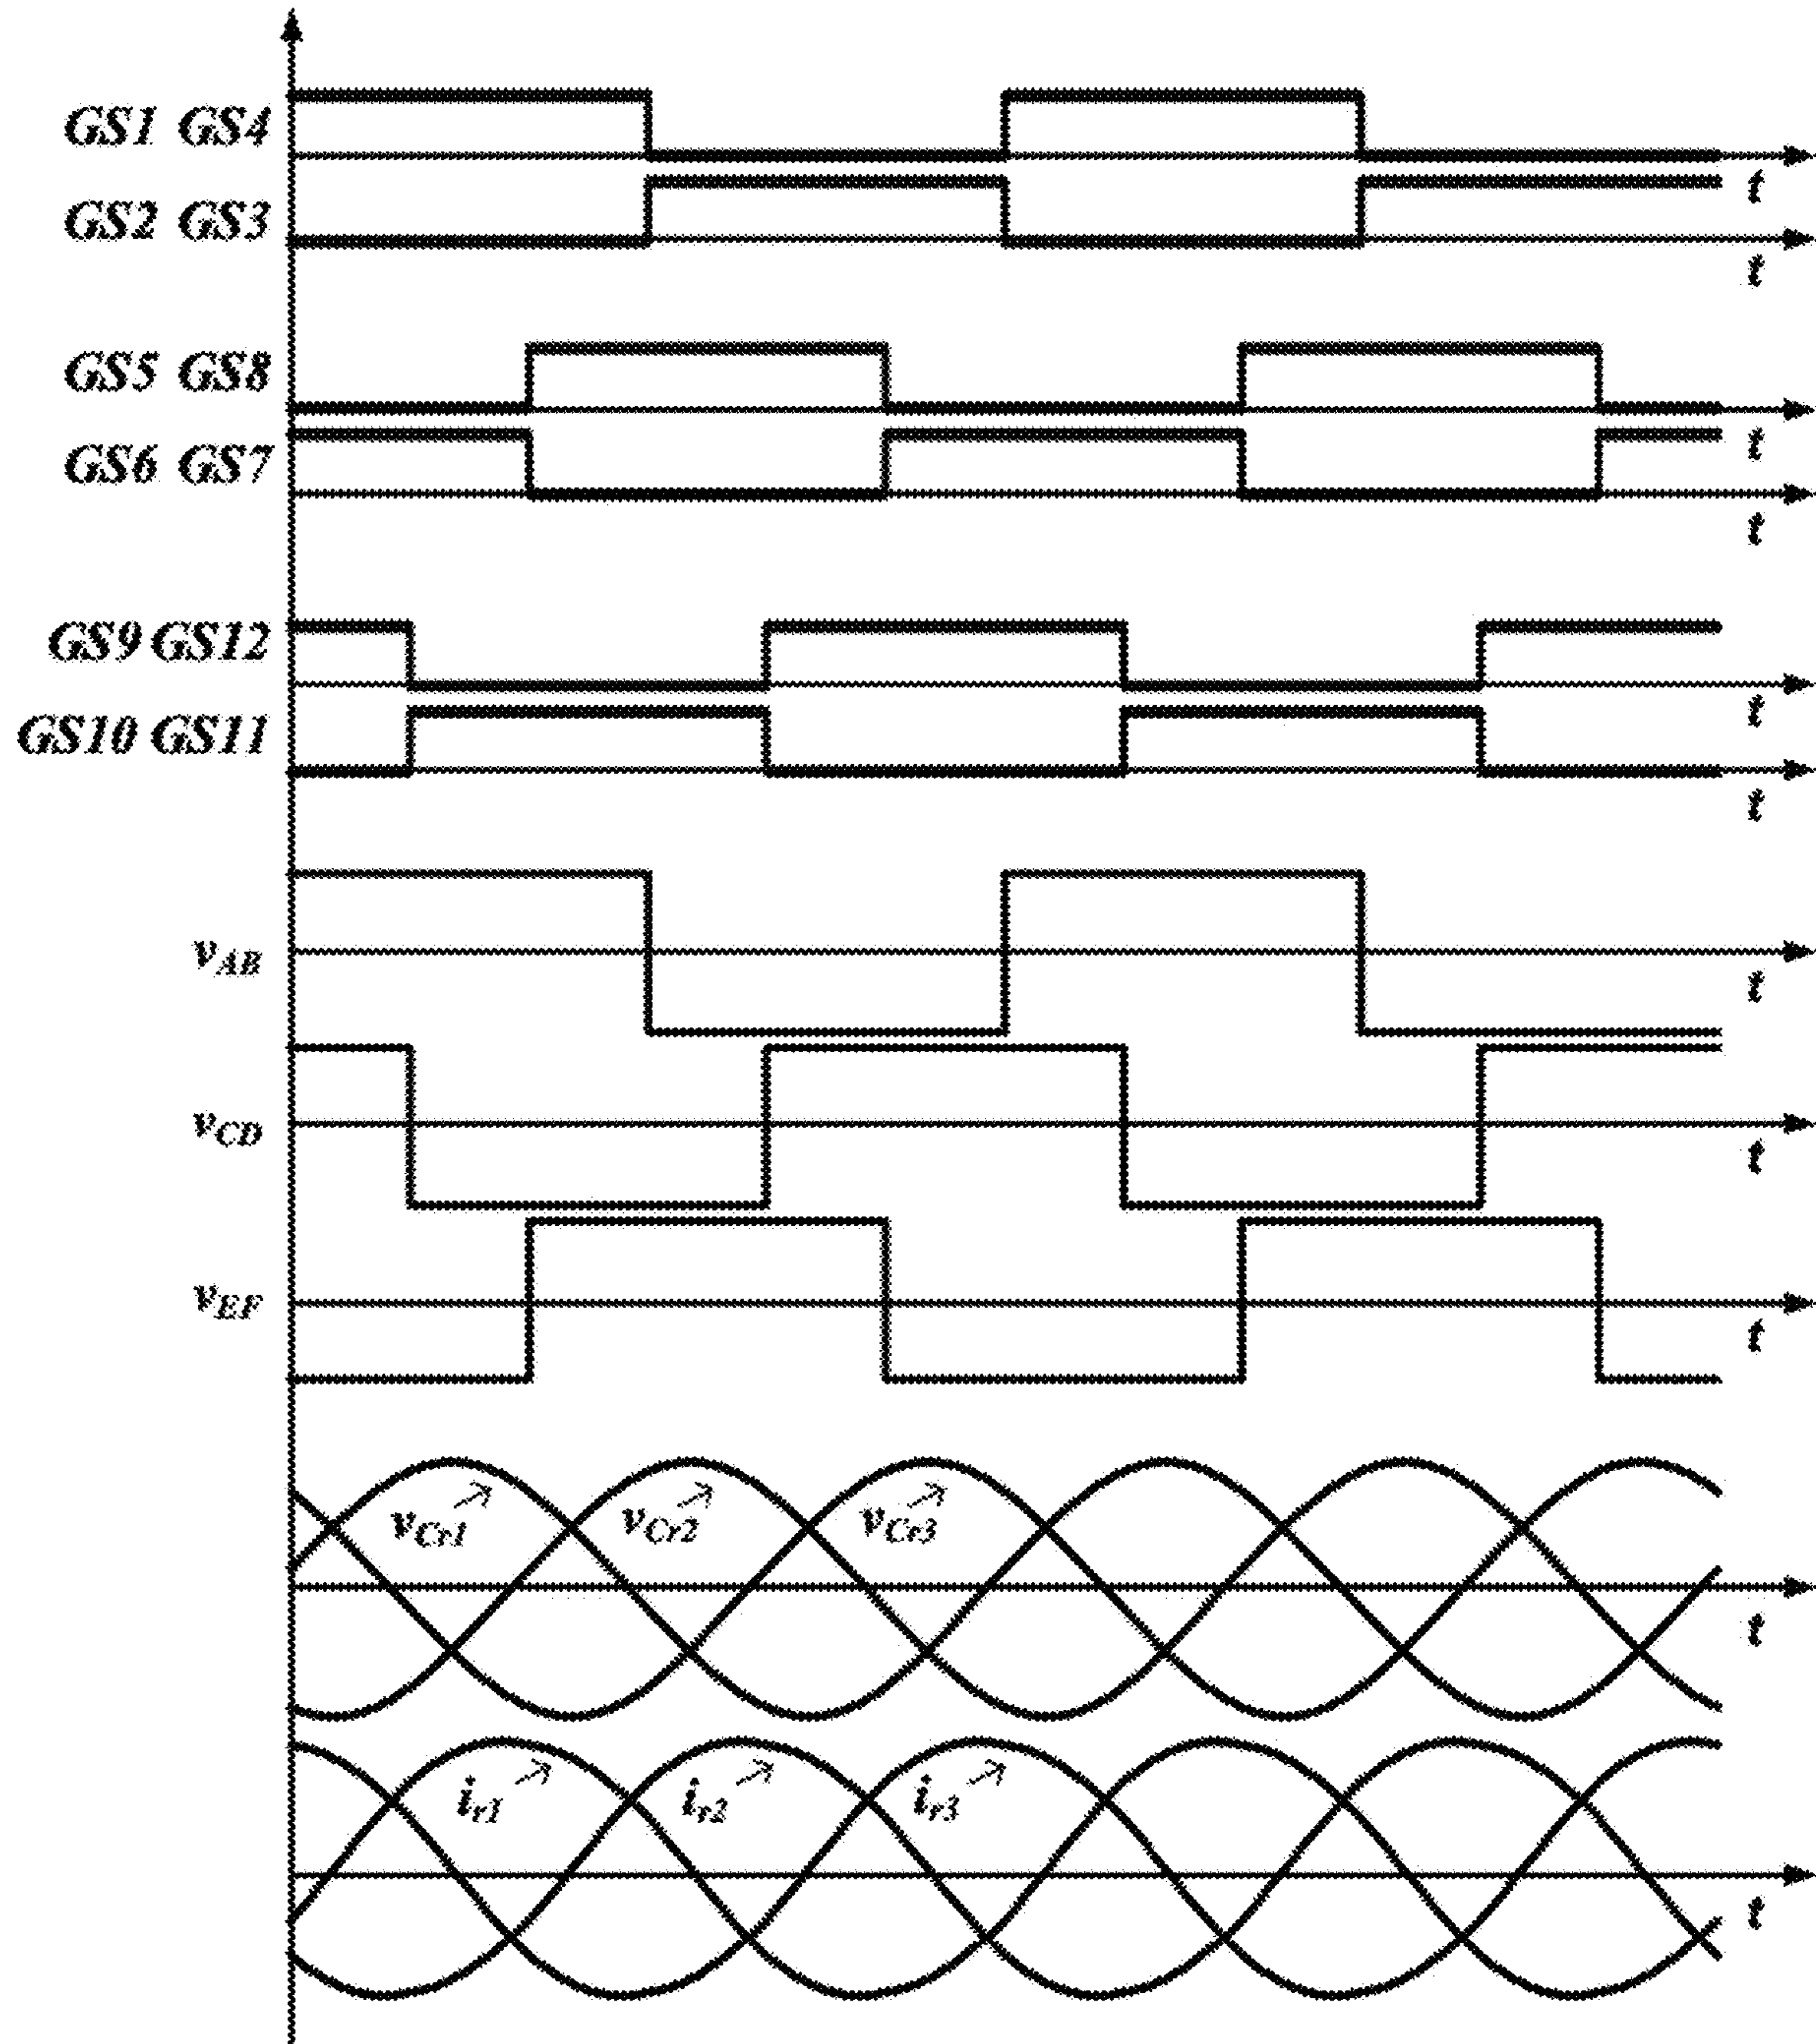 GS1 GS4
t
GS2 GS3
t
GS5 GS8
t
GS6 GS7
t
GS9 GS12
t
GS10 GS11
t
vAB
t
vCD
t
vEF
t
vCr1 vCr2 vCr3
t
ir1 ir2 ir3
t